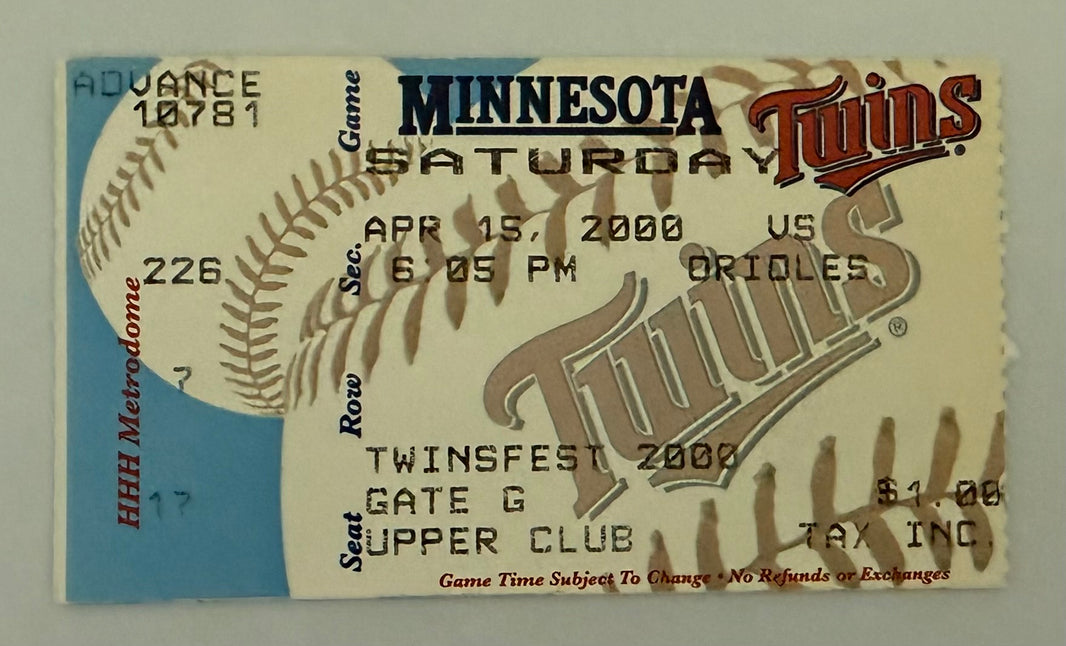 ADVANCE
10781
Game
MINNESOTA Twins
SATURDAY
APR 15, 2000 VS
6:05 PM ORIOLES
Sec.
226
HHH Metrodome
Twins ®
Row
7
TWINSFEST 2000
GATE G $1.00
Seat
17
UPPER CLUB TAX INC.
Game Time Subject To Change • No Refunds or Exchanges